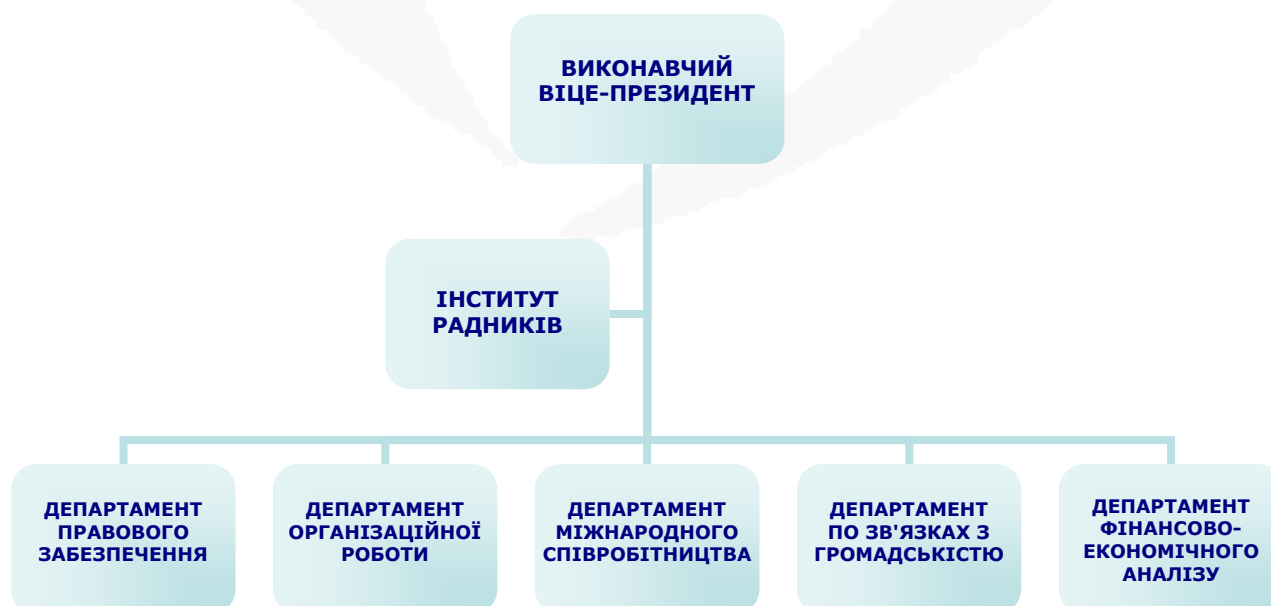 ВИКОНАВЧИЙ
ВІЦЕ-ПРЕЗИДЕНТ
ІНСТИТУТ
РАДНИКІВ
ДЕПАРТАМЕНТ
ПРАВОВОГО
ЗАБЕЗПЕЧЕННЯ
ДЕПАРТАМЕНТ
ОРГАНІЗАЦІЙНОЇ
РОБОТИ
ДЕПАРТАМЕНТ
МІЖНАРОДНОГО
СПІВРОБІТНИЦТВА
ДЕПАРТАМЕНТ
ПО ЗВ'ЯЗКАХ З
ГРОМАДСЬКІСТЮ
ДЕПАРТАМЕНТ
ФІНАНСОВО-
ЕКОНОМІЧНОГО
АНАЛІЗУ